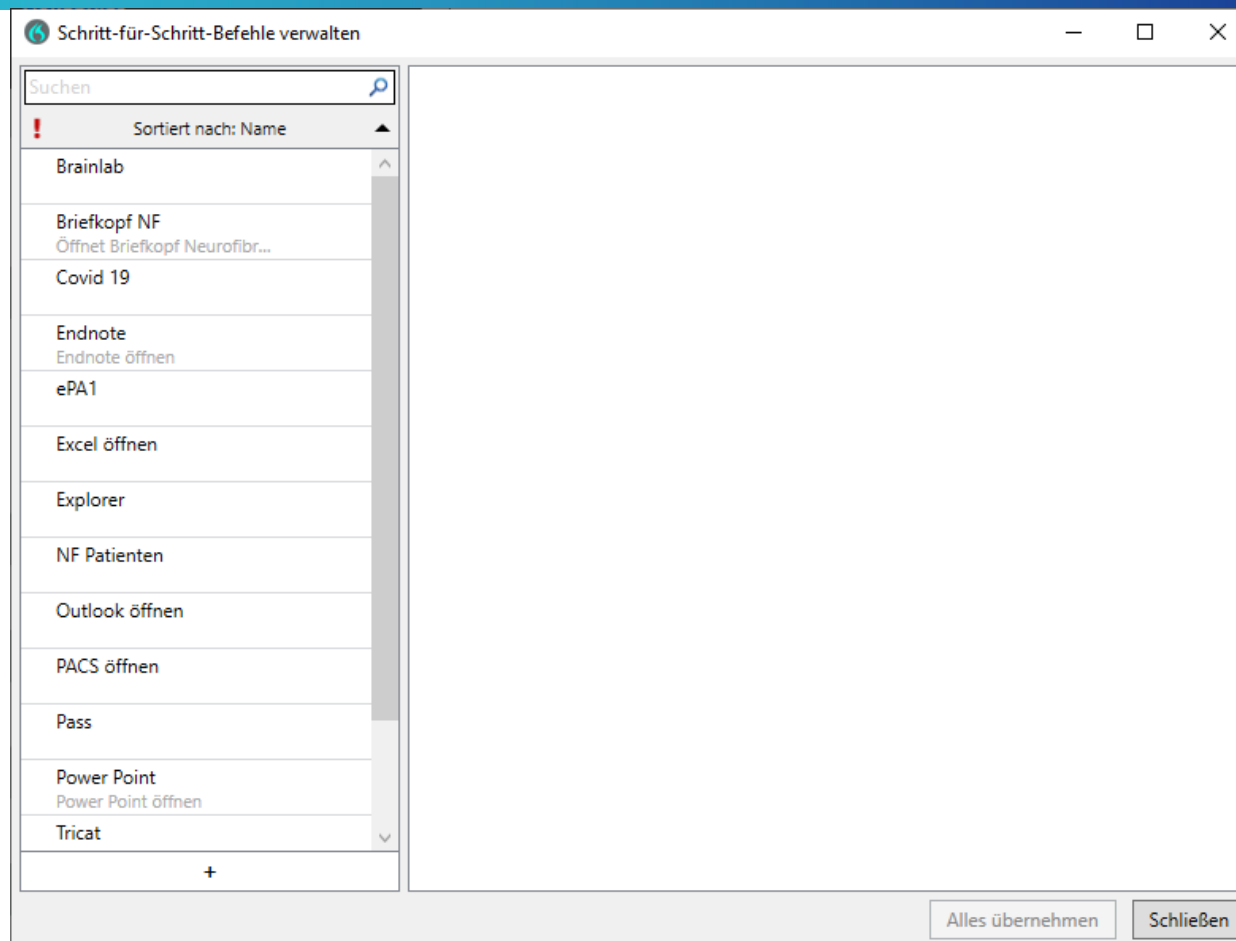 Schritt-für-Schritt-Befehle verwalten
Suchen
! Sortiert nach: Name
Brainlab
Briefkopf NF
Öffnet Briefkopf Neurofibr...
Covid 19
Endnote
Endnote öffnen
ePA1
Excel öffnen
Explorer
NF Patienten
Outlook öffnen
PACS öffnen
Pass
Power Point
Power Point öffnen
Tricat
+
Alles übernehmen
Schließen